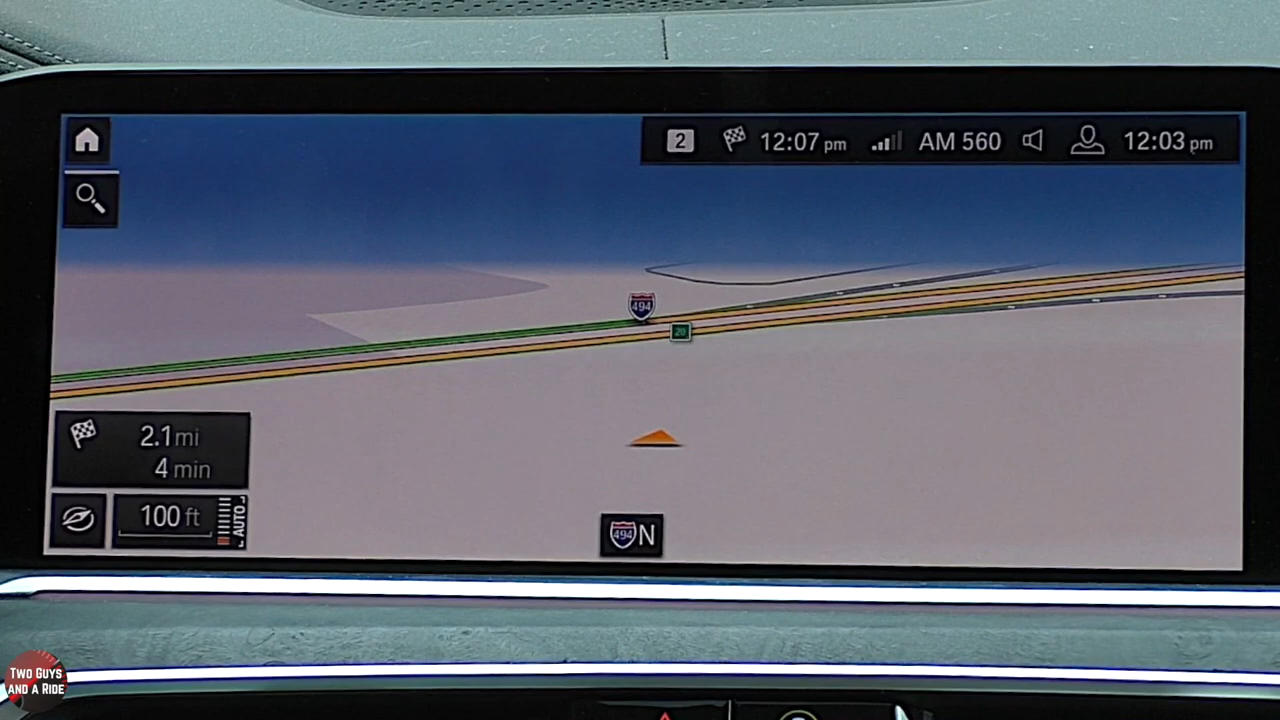 2 12:07 pm AM 560 12:03 pm
494
20
2.1 mi
4 min
100 ft AUTO
494 N
TWO GUYS
AND A RIDE